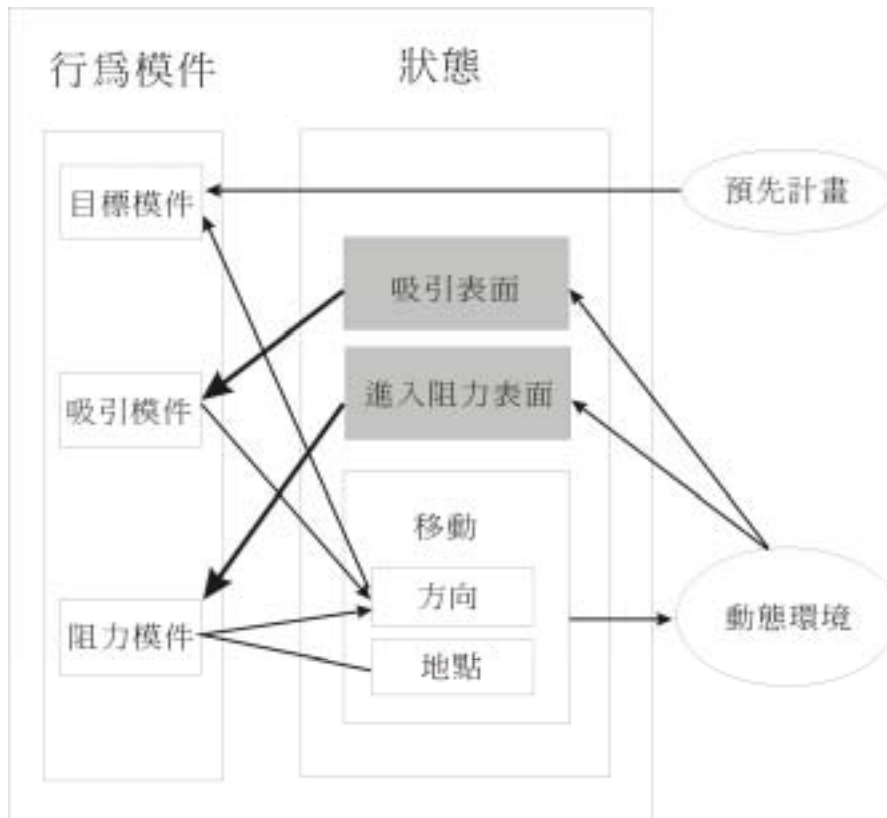 行爲模件
狀態
目標模件
預先計畫
吸引表面
進入阻力表面
吸引模件
移動
方向
地點
阻力模件
動態環境